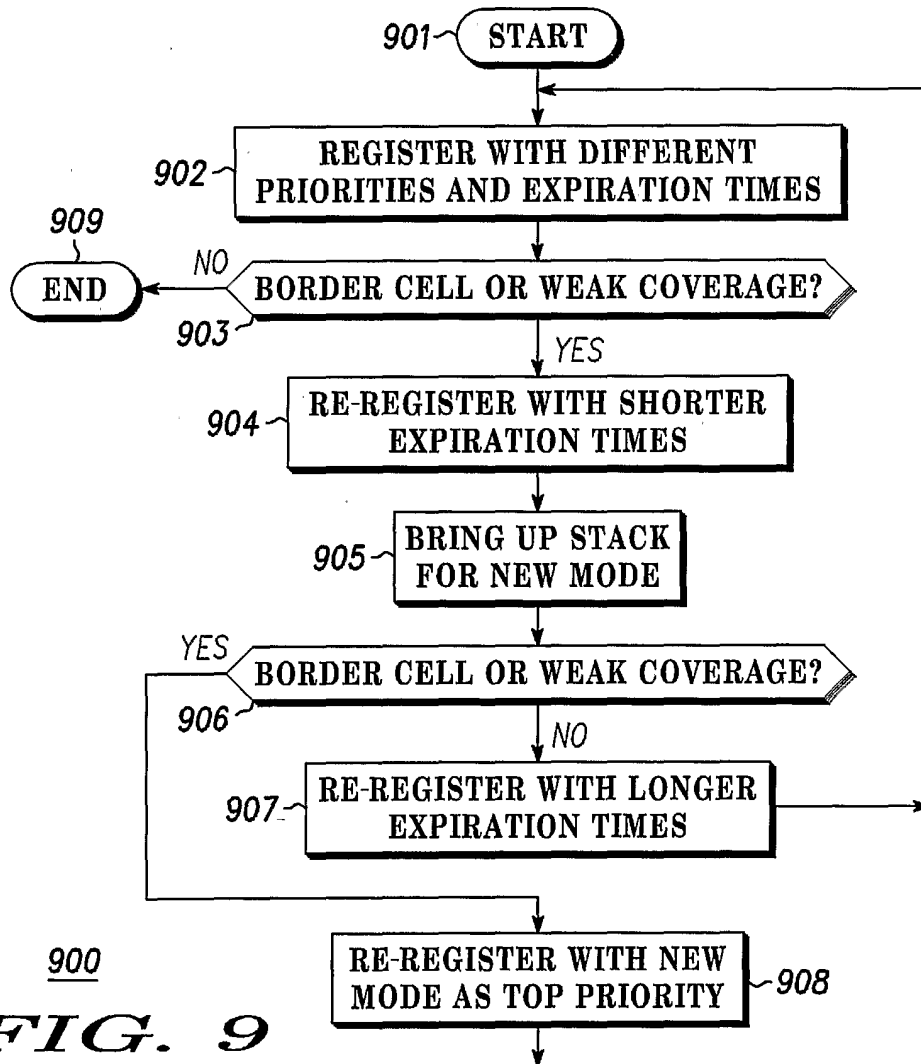 901
START
902
REGISTER WITH DIFFERENT
PRIORITIES AND EXPIRATION TIMES
909
END
NO
BORDER CELL OR WEAK COVERAGE?
903
YES
904
RE-REGISTER WITH SHORTER
EXPIRATION TIMES
905
BRING UP STACK
FOR NEW MODE
YES
BORDER CELL OR WEAK COVERAGE?
906
NO
907
RE-REGISTER WITH LONGER
EXPIRATION TIMES
900
RE-REGISTER WITH NEW
MODE AS TOP PRIORITY
908
FIG. 9